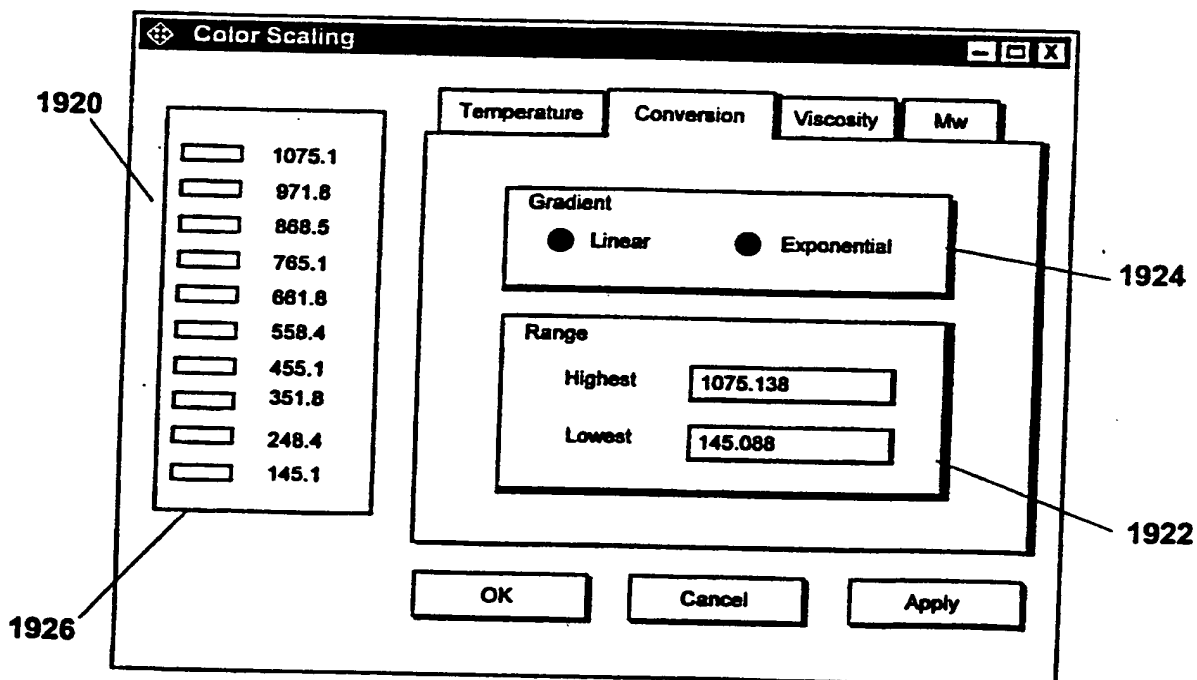 Color Scaling
1920
1075.1
971.8
868.5
765.1
661.8
558.4
455.1
351.8
248.4
145.1
Temperature
Conversion
Viscosity
Mw
Gradient
Linear
Exponential
1924
Range
Highest
1075.138
Lowest
145.088
1922
OK
Cancel
Apply
1926